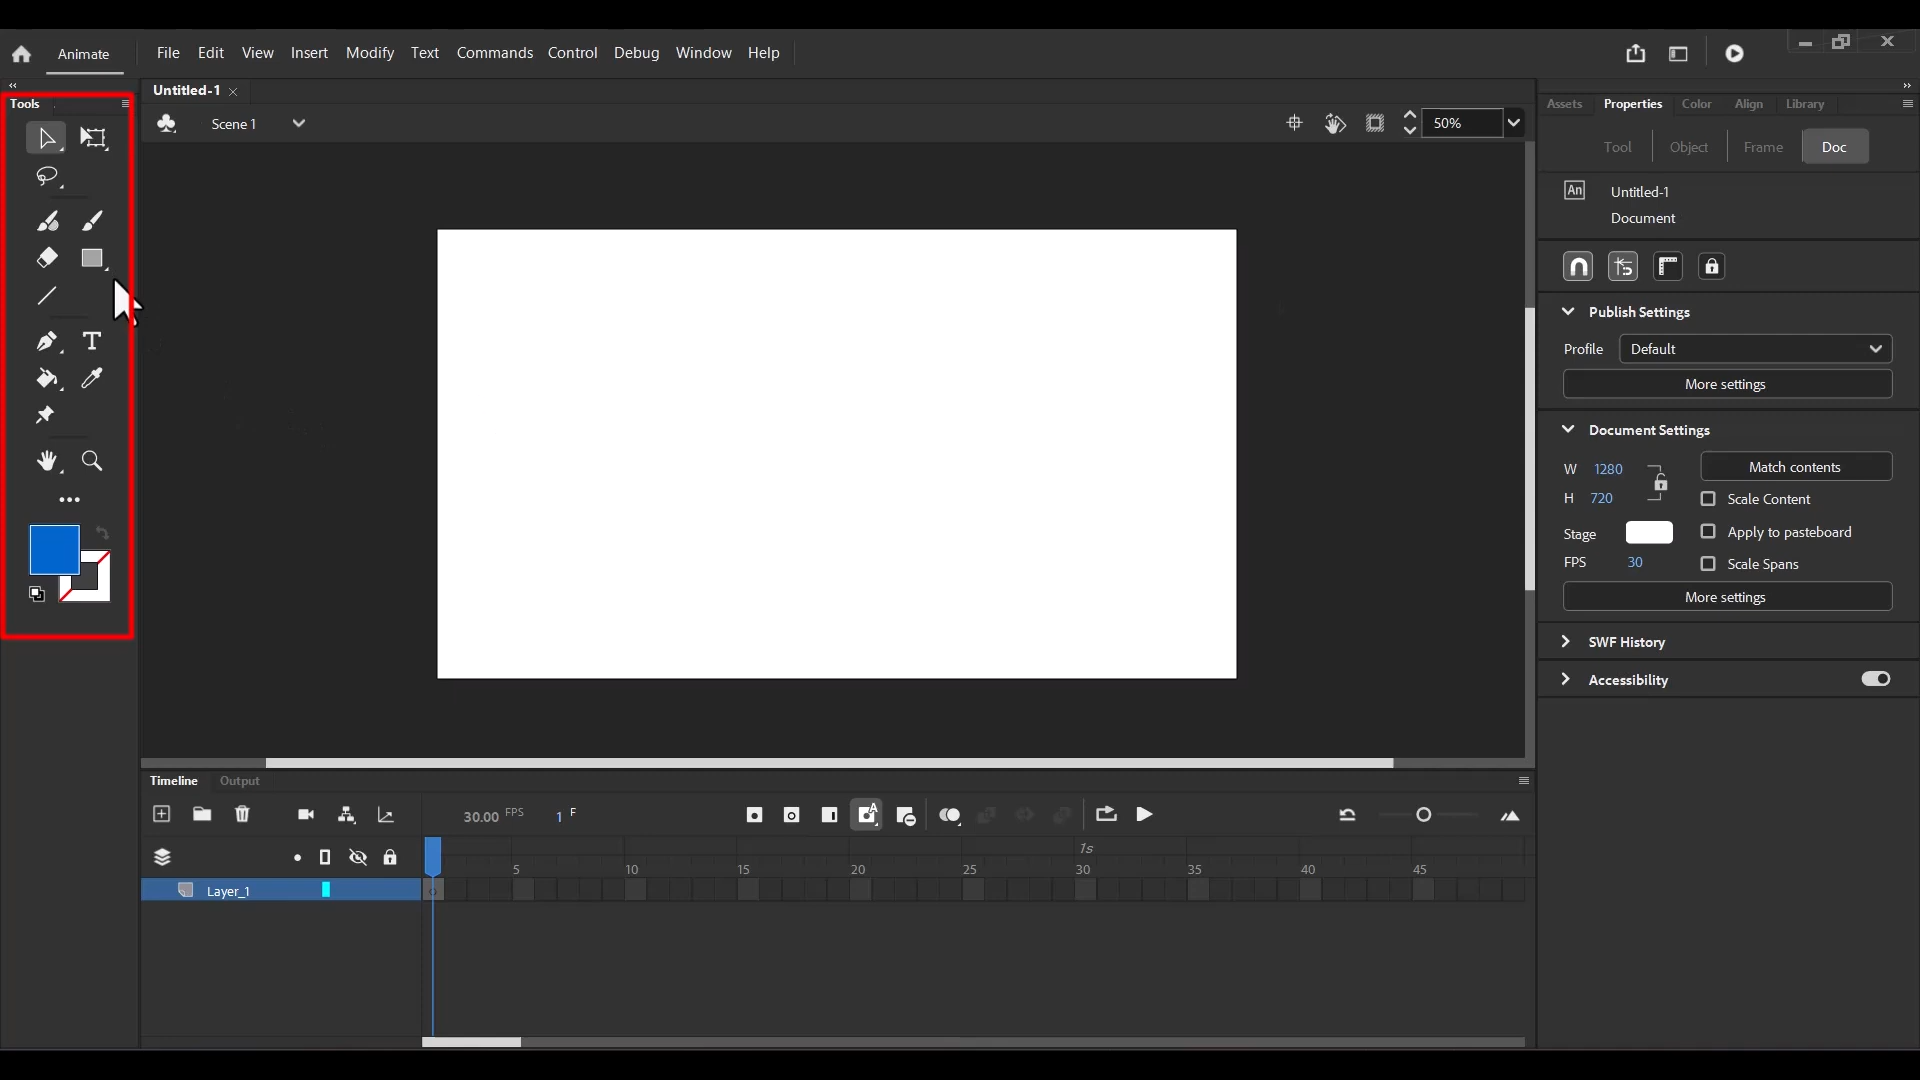 Animate File Edit View Insert Modify Text Commands Control Debug Window Help
Tools
Untitled-1
Scene 1
50%
Assets Properties Color Align Library
Tool Object Frame Doc
An Untitled-1
Document
Publish Settings
Profile Default
More settings
Document Settings
W 1280 Match contents
H 720 Scale Content
Stage Apply to pasteboard
FPS 30 Scale Spans
More settings
SWF History
Accessibility
T
Timeline Output
30.00 FPS 1 F
A
1s
5 10 15 20 25 30 35 40 45
Layer_1